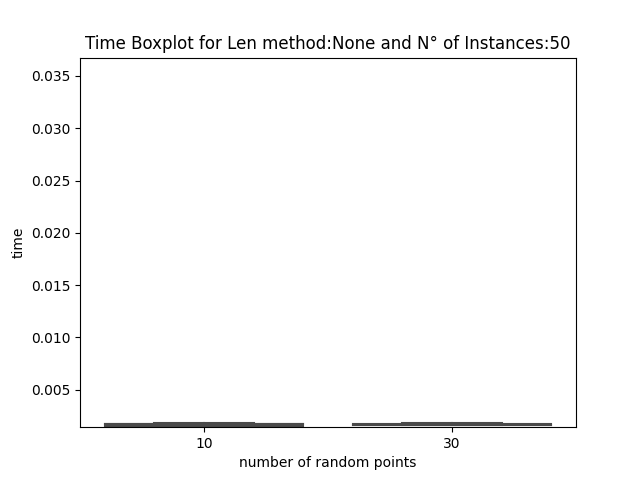 Time Boxplot for Len method:None and N° of Instances:50
0.035
0.030
0.025
0.020
0.015
0.010
0.005
time
10 30
number of random points